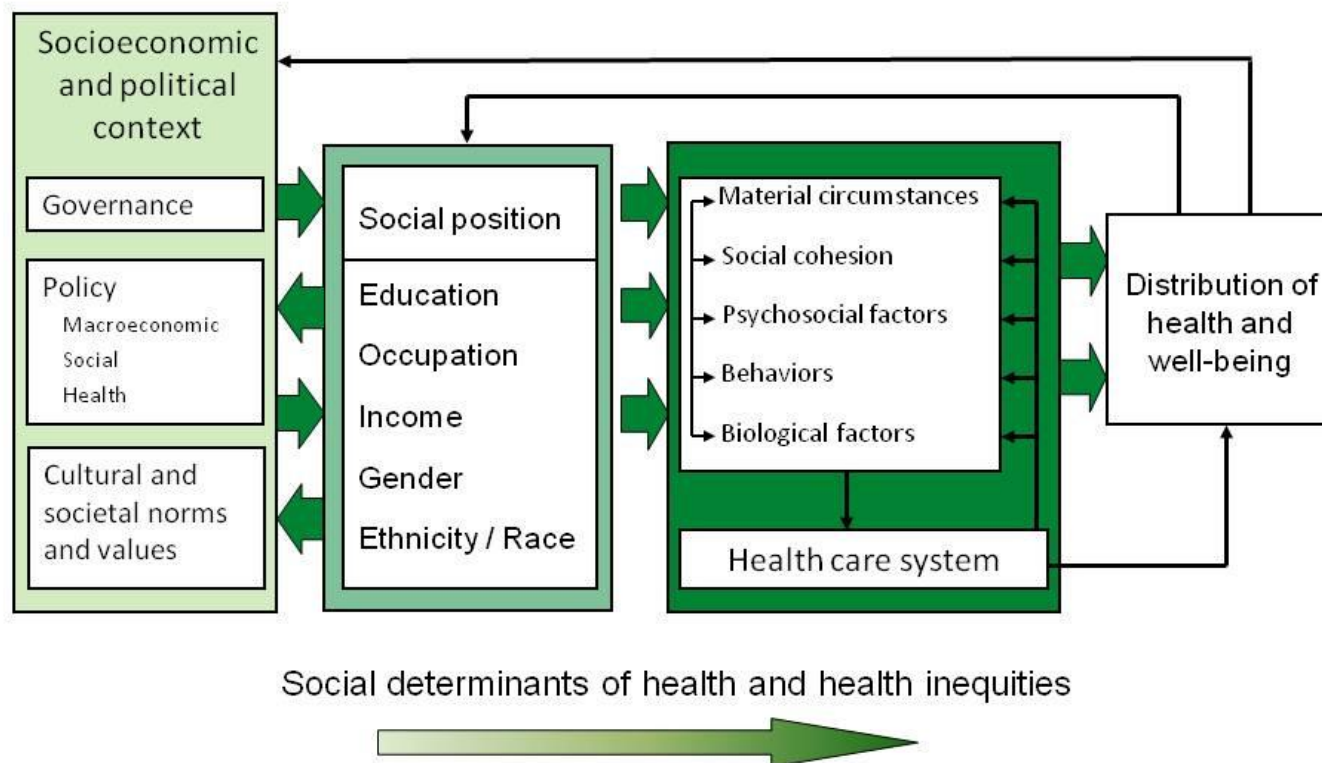 Socioeconomic
and political
context
Governance
Policy
Macroeconomic
Social
Health
Cultural and
societal norms
and values
Social position
Education
Occupation
Income
Gender
Ethnicity / Race
Material circumstances
Social cohesion
Psychosocial factors
Behaviors
Biological factors
Health care system
Distribution of
health and
well-being
Social determinants of health and health inequities